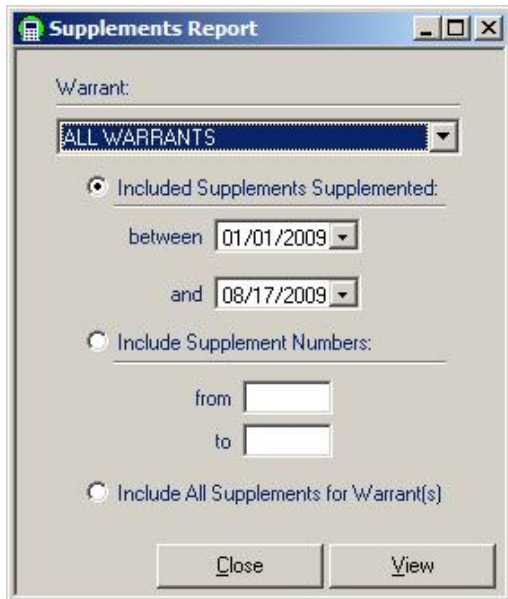 Supplements Report
Warrant:
ALL WARRANTS
Included Supplements Supplemented:
between 01/01/2009
and 08/17/2009
Include Supplement Numbers:
from
to
Include All Supplements for Warrant(s)
Close View